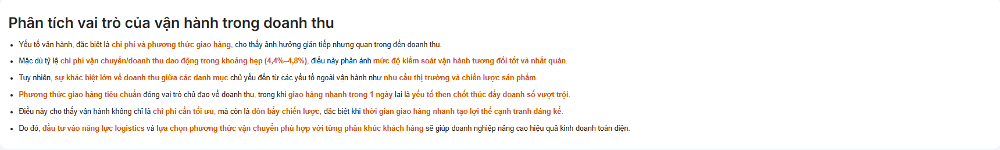 Phân tích vai trò của vận hành trong doanh thu
• Yếu tố vận hành, đặc biệt là chi phí và phương thức giao hàng, cho thấy ảnh hưởng gián tiếp nhưng quan trọng đến doanh thu.
• Mặc dù tỷ lệ chi phí vận chuyển/doanh thu dao động trong khoảng hẹp (4,4%–4,8%), điều này phản ánh mức độ kiểm soát vận hành tương đối tốt và nhất quán.
• Tuy nhiên, sự khác biệt lớn về doanh thu giữa các danh mục chủ yếu đến từ các yếu tố ngoài vận hành như nhu cầu thị trường và chiến lược sản phẩm.
• Phương thức giao hàng tiêu chuẩn đóng vai trò chủ đạo về doanh thu, trong khi giao hàng nhanh trong 1 ngày lại là yếu tố then chốt thúc đẩy doanh số vượt trội.
• Điều này cho thấy vận hành không chỉ là chi phí cần tối ưu, mà còn là đòn bẩy chiến lược, đặc biệt khi thời gian giao hàng nhanh tạo lợi thế cạnh tranh đáng kể.
• Do đó, đầu tư vào năng lực logistics và lựa chọn phương thức vận chuyển phù hợp với từng phân khúc khách hàng sẽ giúp doanh nghiệp nâng cao hiệu quả kinh doanh toàn diện.